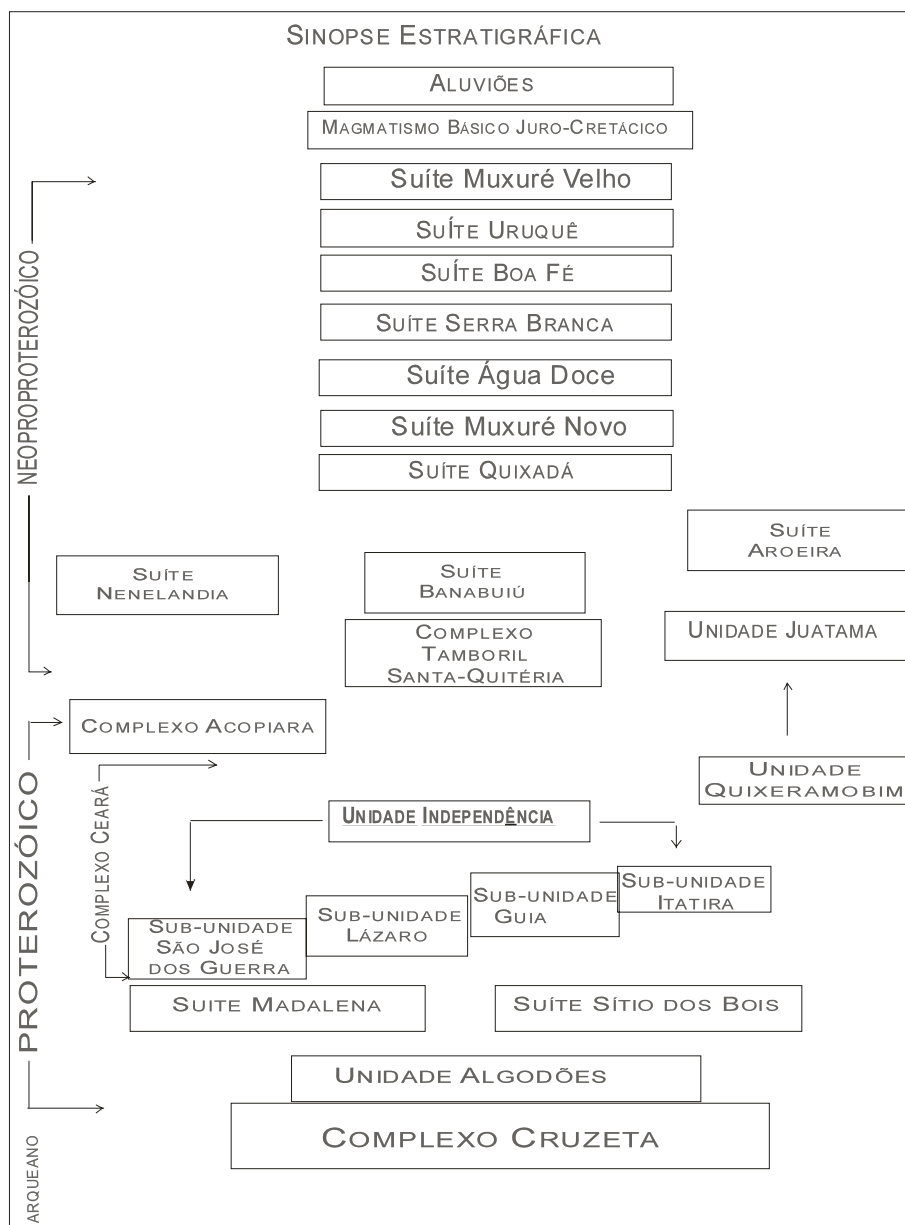 SINOPSE ESTRATIGRÁFICA
ALUVIÕES
MAGMATISMO BÁSICO JURO-CRETÁCICO
Suíte Muxuré Velho
SUÍTE URUQUÊ
SUÍTE BOA FÉ
SUÍTE SERRA BRANCA
Suíte Água Doce
Suíte Muxuré Novo
SUÍTE QUIXADÁ
NEOPROPROTEROZÓICO
SUÍTE
AROEIRA
SUÍTE
NENELANDIA
SUÍTE
BANABUIÚ
UNIDADE JUATAMA
COMPLEXO
TAMBORIL
SANTA-QUITÉRIA
COMPLEXO ACOPIARA
UNIDADE
QUIXERAMOBIM
PROTEROZÓICO
COMPLEXO CEARÁ
UNIDADE INDEPENDÊNCIA
SUB-UNIDADE
SÃO JOSÉ
DOS GUERRA
SUB-UNIDADE
LÁZARO
SUB-UNIDADE
GUIA
SUB-UNIDADE
ITATIRA
SUITE MADALENA
SUÍTE SÍTIO DOS BOIS
UNIDADE ALGODÕES
COMPLEXO CRUZETA
ARQUEANO